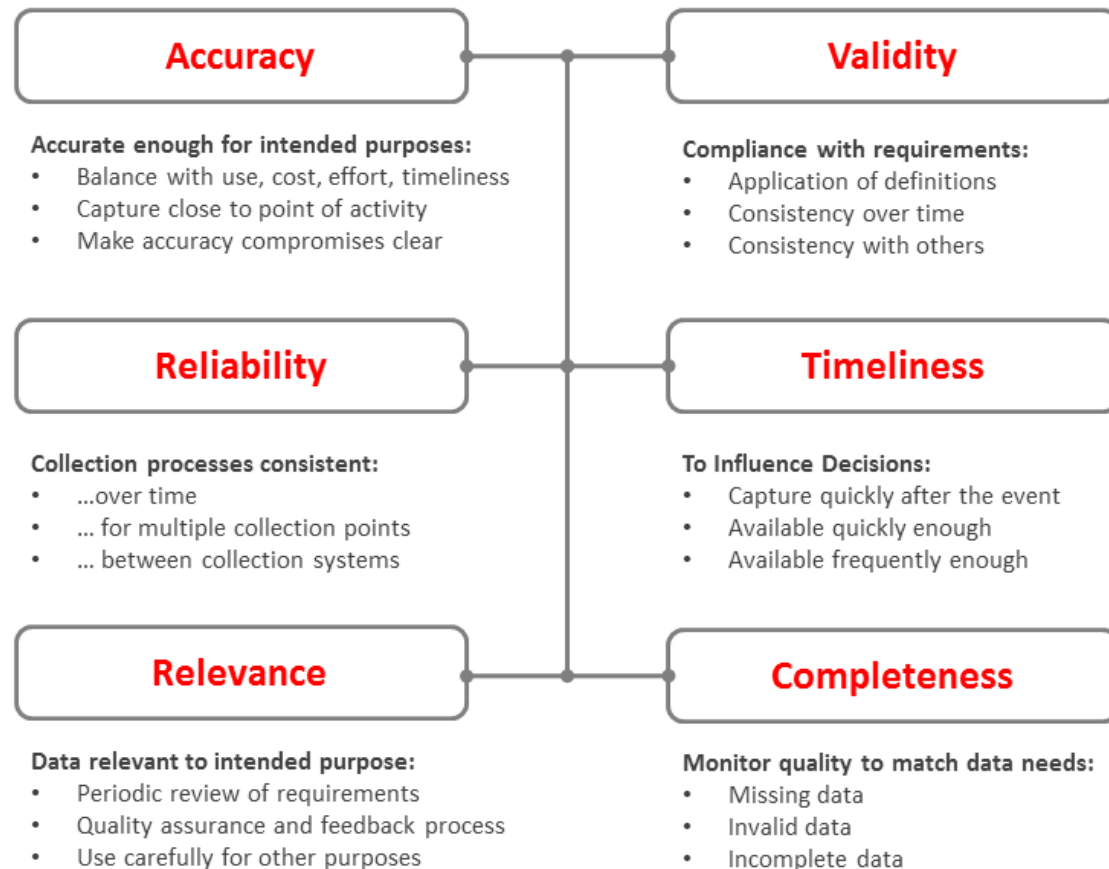 Accuracy
Validity
Accurate enough for intended purposes:
• Balance with use, cost, effort, timeliness
• Capture close to point of activity
• Make accuracy compromises clear
Compliance with requirements:
• Application of definitions
• Consistency over time
• Consistency with others
Reliability
Timeliness
Collection processes consistent:
• ...over time
• ... for multiple collection points
• ... between collection systems
To Influence Decisions:
• Capture quickly after the event
• Available quickly enough
• Available frequently enough
Relevance
Completeness
Data relevant to intended purpose:
• Periodic review of requirements
• Quality assurance and feedback process
• Use carefully for other purposes
Monitor quality to match data needs:
• Missing data
• Invalid data
• Incomplete data